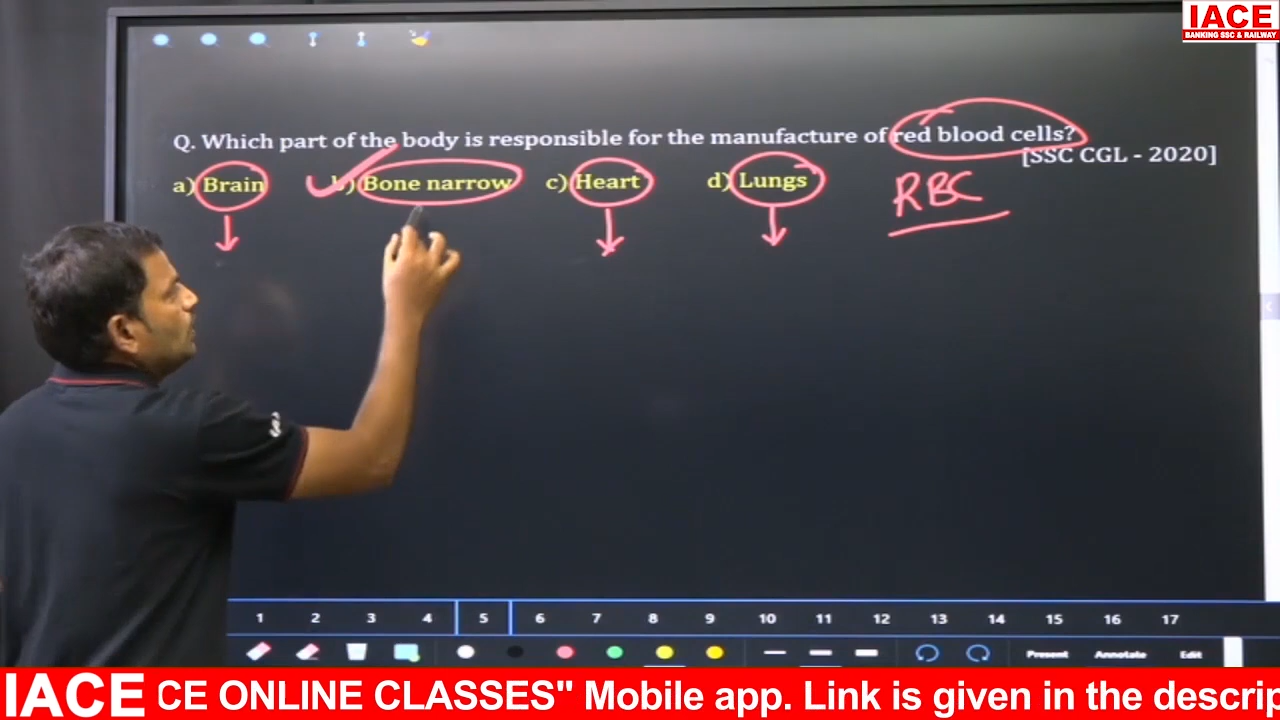 IACE
BANKING SSC & RAILWAY
Q. Which part of the body is responsible for the manufacture of red blood cells?
[SSC CGL - 2020]
a) Brain b) Bone narrow c) Heart d) Lungs
RBC
1 2 3 4 5 6 7 8 9 10 11 12 13 14 15 16 17
Present Annotate Edit
IACE CE ONLINE CLASSES" Mobile app. Link is given in the descrip